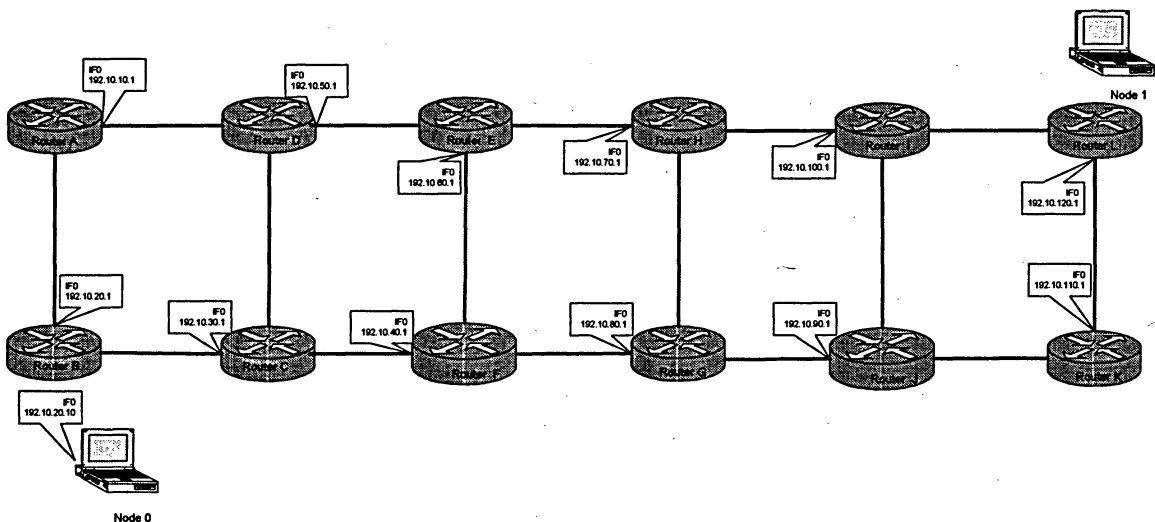 Node 1
IF0
192.10.10.1
IF0
192.10.50.1
Router A
Router D
Router E
Router H
Router I
Router L
IF0
192.10.60.1
IF0
192.10.70.1
IF0
192.10.100.1
IF0
192.10.120.1
IF0
192.10.20.1
IF0
192.10.30.1
IF0
192.10.40.1
IF0
192.10.80.1
IF0
192.10.90.1
IF0
192.10.110.1
Router B
Router C
Router F
Router G
Router J
Router K
IF0
192.10.20.10
Node 0